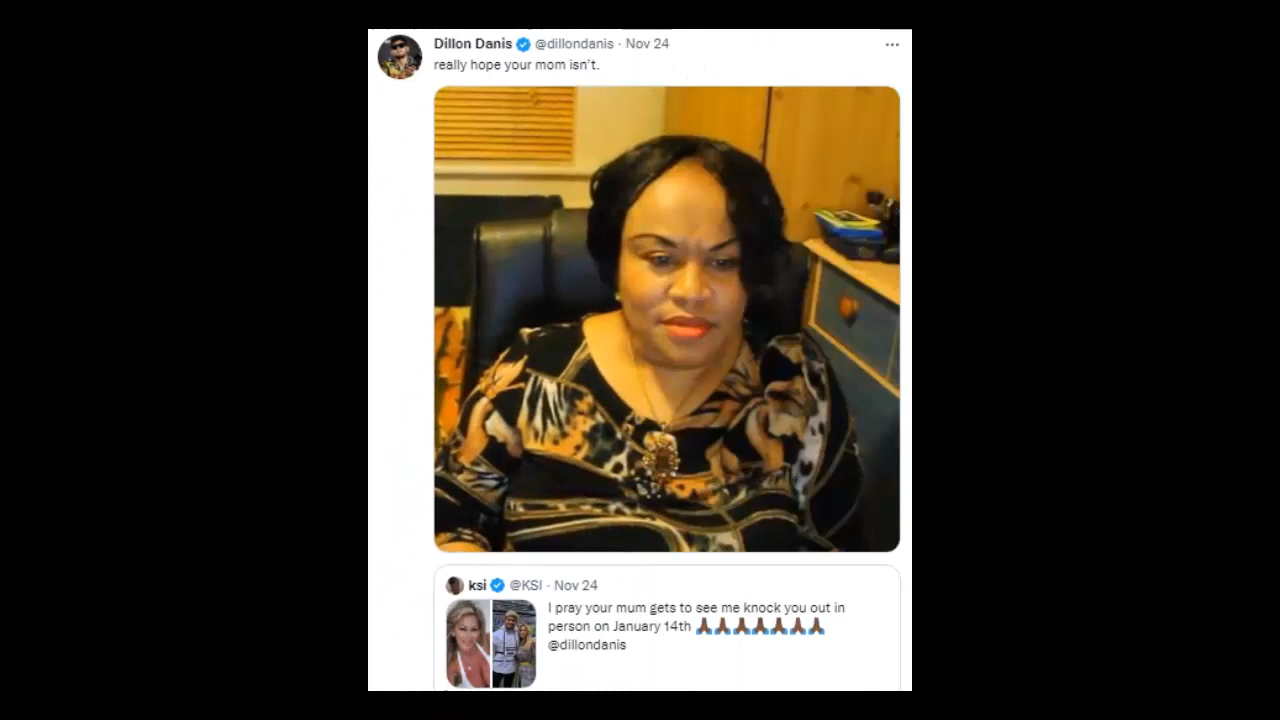 Dillon Danis @dillondanis · Nov 24
really hope your mom isn't.
ksi @KSI · Nov 24
I pray your mum gets to see me knock you out in
person on January 14th 🙏🏿🙏🏿🙏🏿🙏🏿🙏🏿🙏🏿🙏🏿
@dillondanis